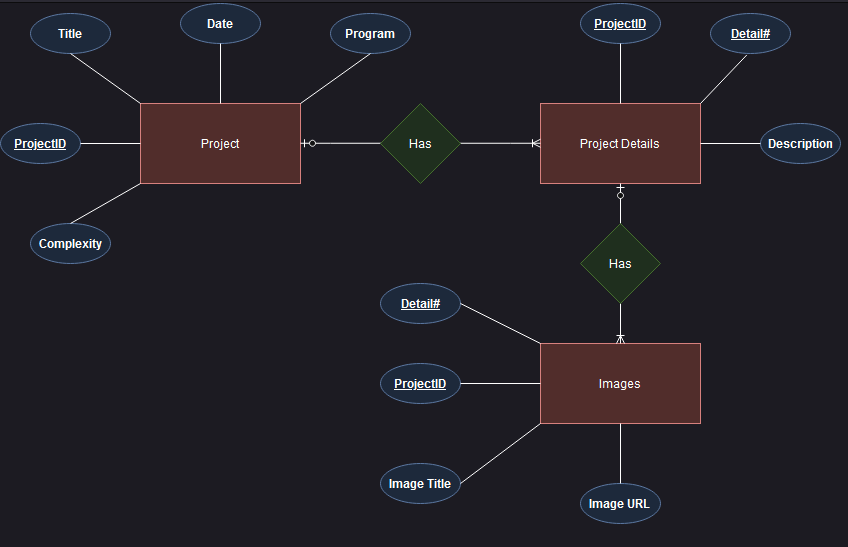 Title
Date
Program
ProjectID
Detail#
ProjectID
Project
Has
Project Details
Description
Complexity
Has
Detail#
ProjectID
Images
Image Title
Image URL